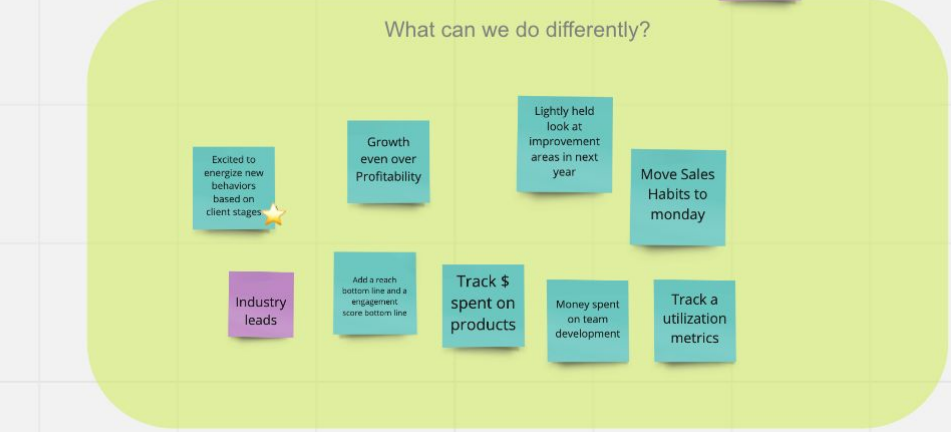 What can we do differently?
Excited to
energize new
behaviors
based on
client stages
Growth
even over
Profitability
Lightly held
look at
improvement
areas in next
year
Move Sales
Habits to
monday
Industry
leads
Add a reach
bottom line and a
engagement
score bottom line
Track $
spent on
products
Money spent
on team
development
Track a
utilization
metrics